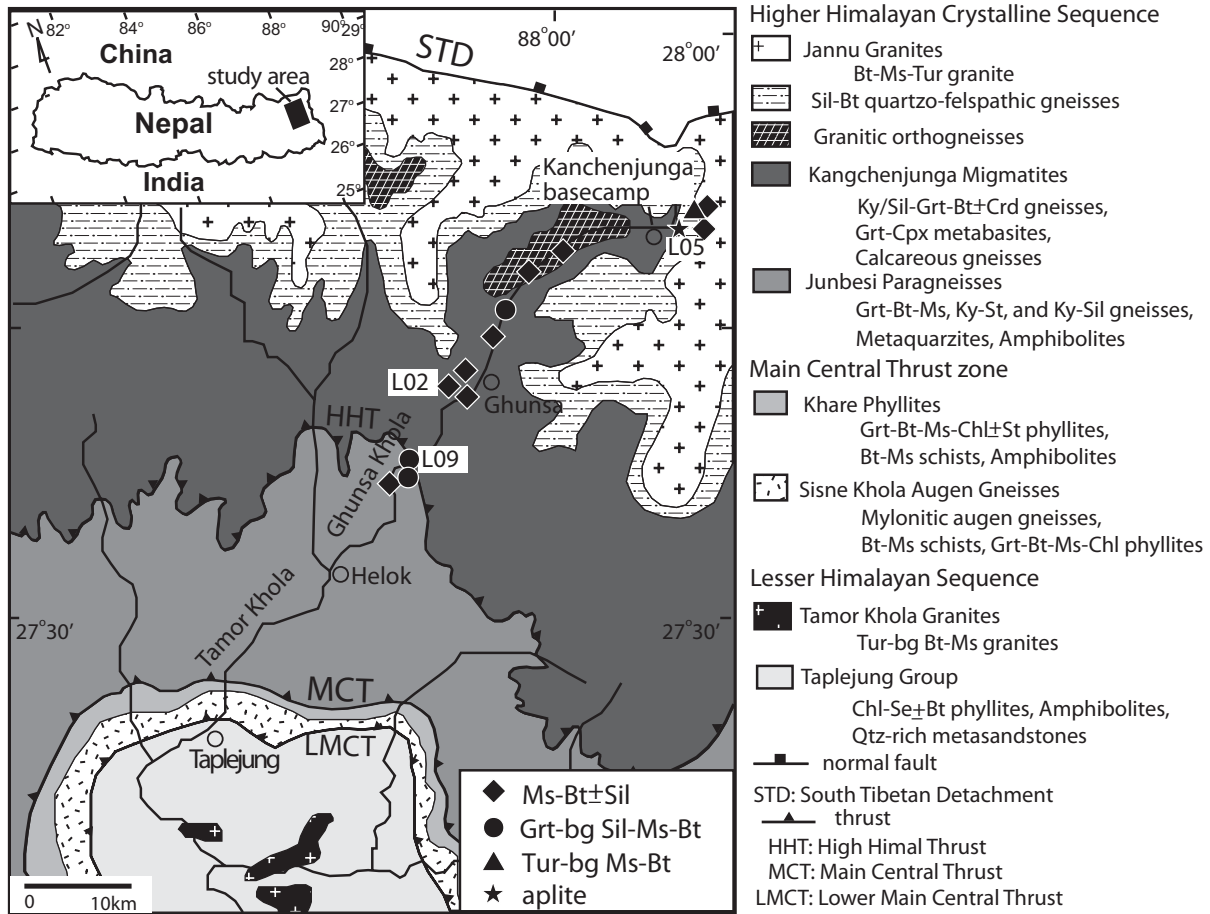 82° 84° 86° 88° 90°
29°
28°
27°
26°
25°
N
China
study area
Nepal
India
STD
88°00′
28°00′
Kanchenjunga
basecamp
L05
L02
Ghunsa
HHT
L09
Ghunsa Khola
Helok
Tamor Khola
27°30′
27°30′
MCT
LMCT
Taplejung
0 10km
Ms-Bt±Sil
Grt-bg Sil-Ms-Bt
Tur-bg Ms-Bt
aplite
Higher Himalayan Crystalline Sequence
Jannu Granites
Bt-Ms-Tur granite
Sil-Bt quartzo-felspathic gneisses
Granitic orthogneisses
Kangchenjunga Migmatites
Ky/Sil-Grt-Bt±Crd gneisses,
Grt-Cpx metabasites,
Calcareous gneisses
Junbesi Paragneisses
Grt-Bt-Ms, Ky-St, and Ky-Sil gneisses,
Metaquarzites, Amphibolites
Main Central Thrust zone
Khare Phyllites
Grt-Bt-Ms-Chl±St phyllites,
Bt-Ms schists, Amphibolites
Sisne Khola Augen Gneisses
Mylonitic augen gneisses,
Bt-Ms schists, Grt-Bt-Ms-Chl phyllites
Lesser Himalayan Sequence
Tamor Khola Granites
Tur-bg Bt-Ms granites
Taplejung Group
Chl-Se±Bt phyllites, Amphibolites,
Qtz-rich metasandstones
normal fault
STD: South Tibetan Detachment
thrust
HHT: High Himal Thrust
MCT: Main Central Thrust
LMCT: Lower Main Central Thrust